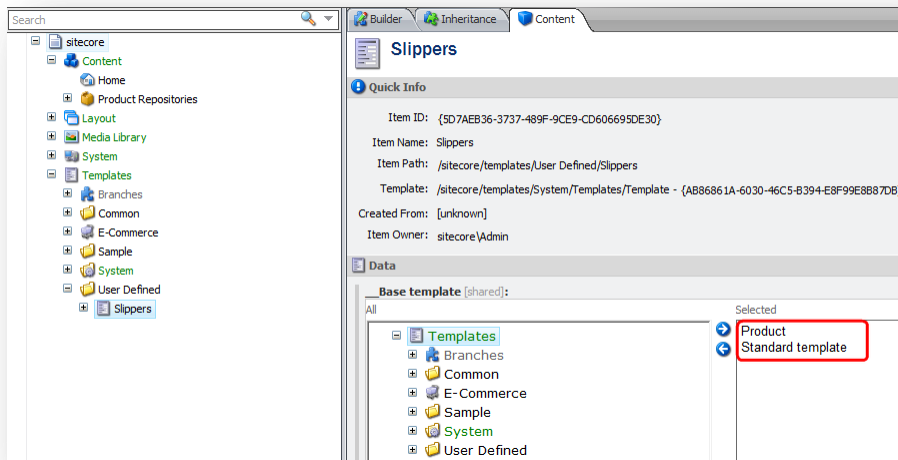 Search
sitecore
Content
Home
Product Repositories
Layout
Media Library
System
Templates
Branches
Common
E-Commerce
Sample
System
User Defined
Slippers
Builder
Inheritance
Content
Slippers
Quick Info
Item ID: {5D7AEB36-3737-489F-9CE9-CD606695DE30}
Item Name: Slippers
Item Path: /sitecore/templates/User Defined/Slippers
Template: /sitecore/templates/System/Templates/Template - {AB86861A-6030-46C5-B394-E8F99E8B87DB
Created From: [unknown]
Item Owner: sitecore\Admin
Data
__Base template [shared]:
All
Templates
Branches
Common
E-Commerce
Sample
System
User Defined
Selected
Product
Standard template